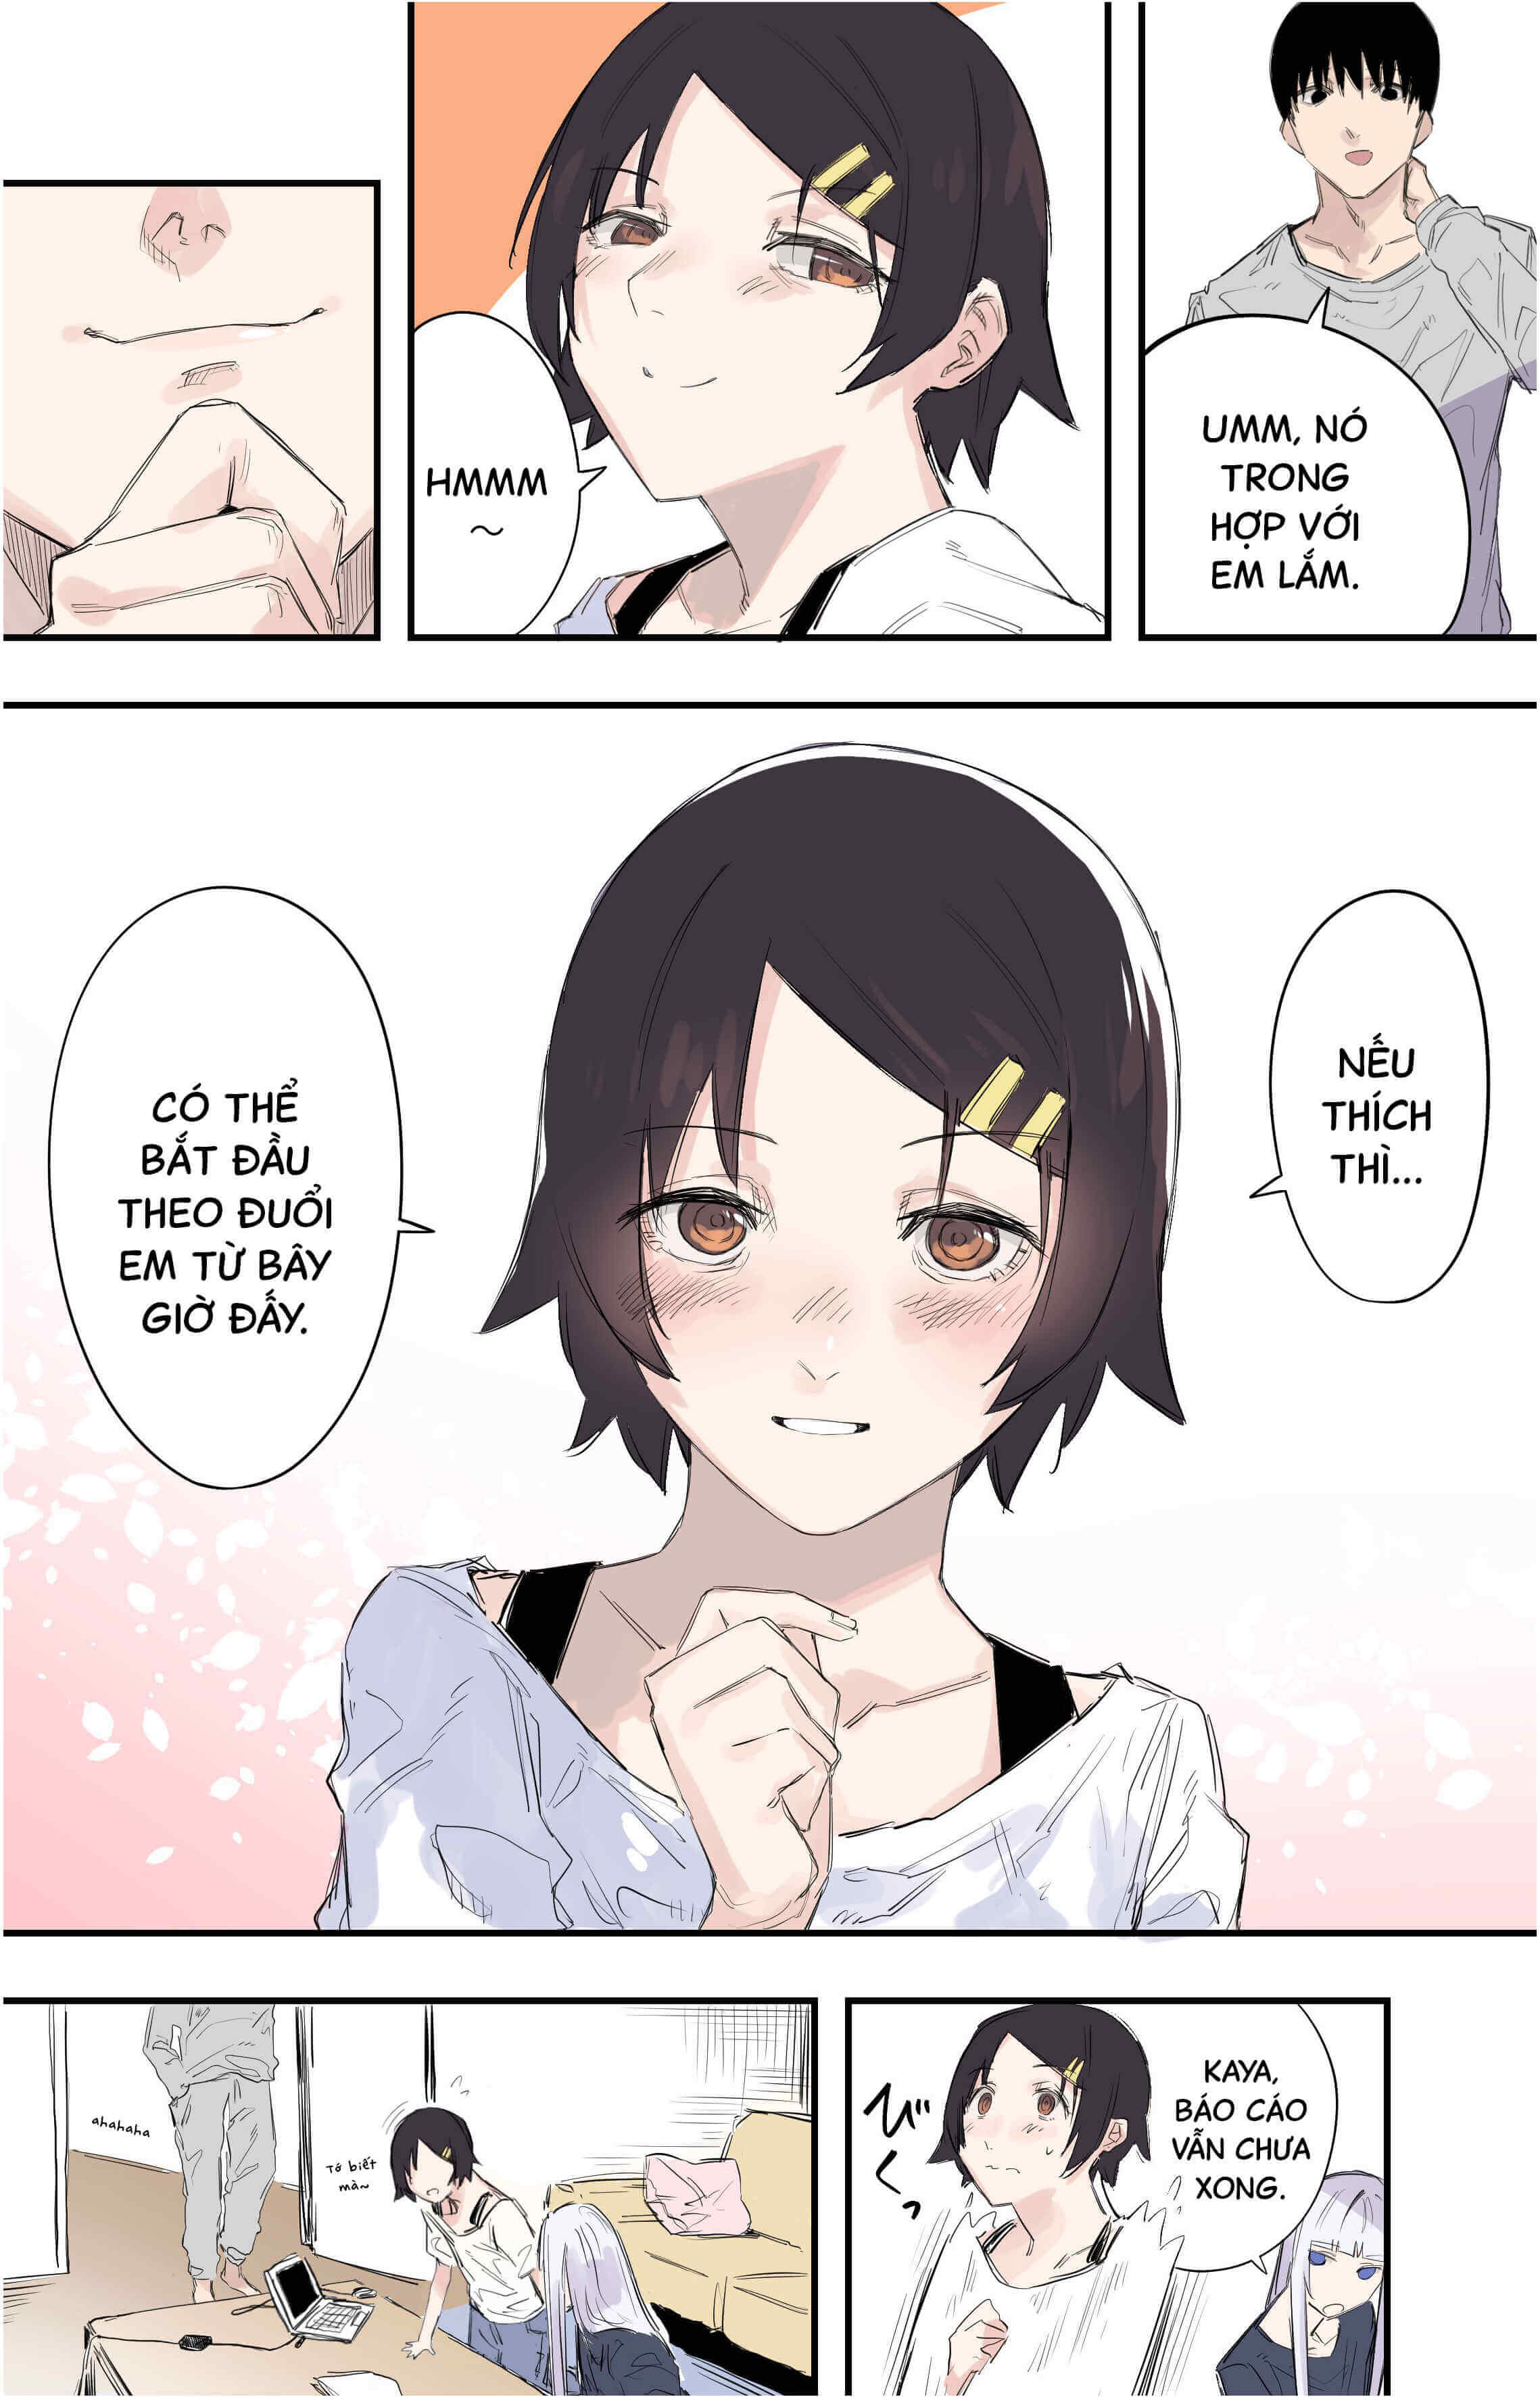 UMM, NÓ
TRONG
HỢP VỚI
EM LẮM.
HMMM
~
NẾU
THÍCH
THÌ...
CÓ THỂ
BẮT ĐẦU
THEO ĐUỔI
EM TỪ BÂY
GIỜ ĐẤY.
KAYA,
BÁO CÁO
VẪN CHƯA
XONG.
びくっ
Tớ biết
mà~
ahahaha